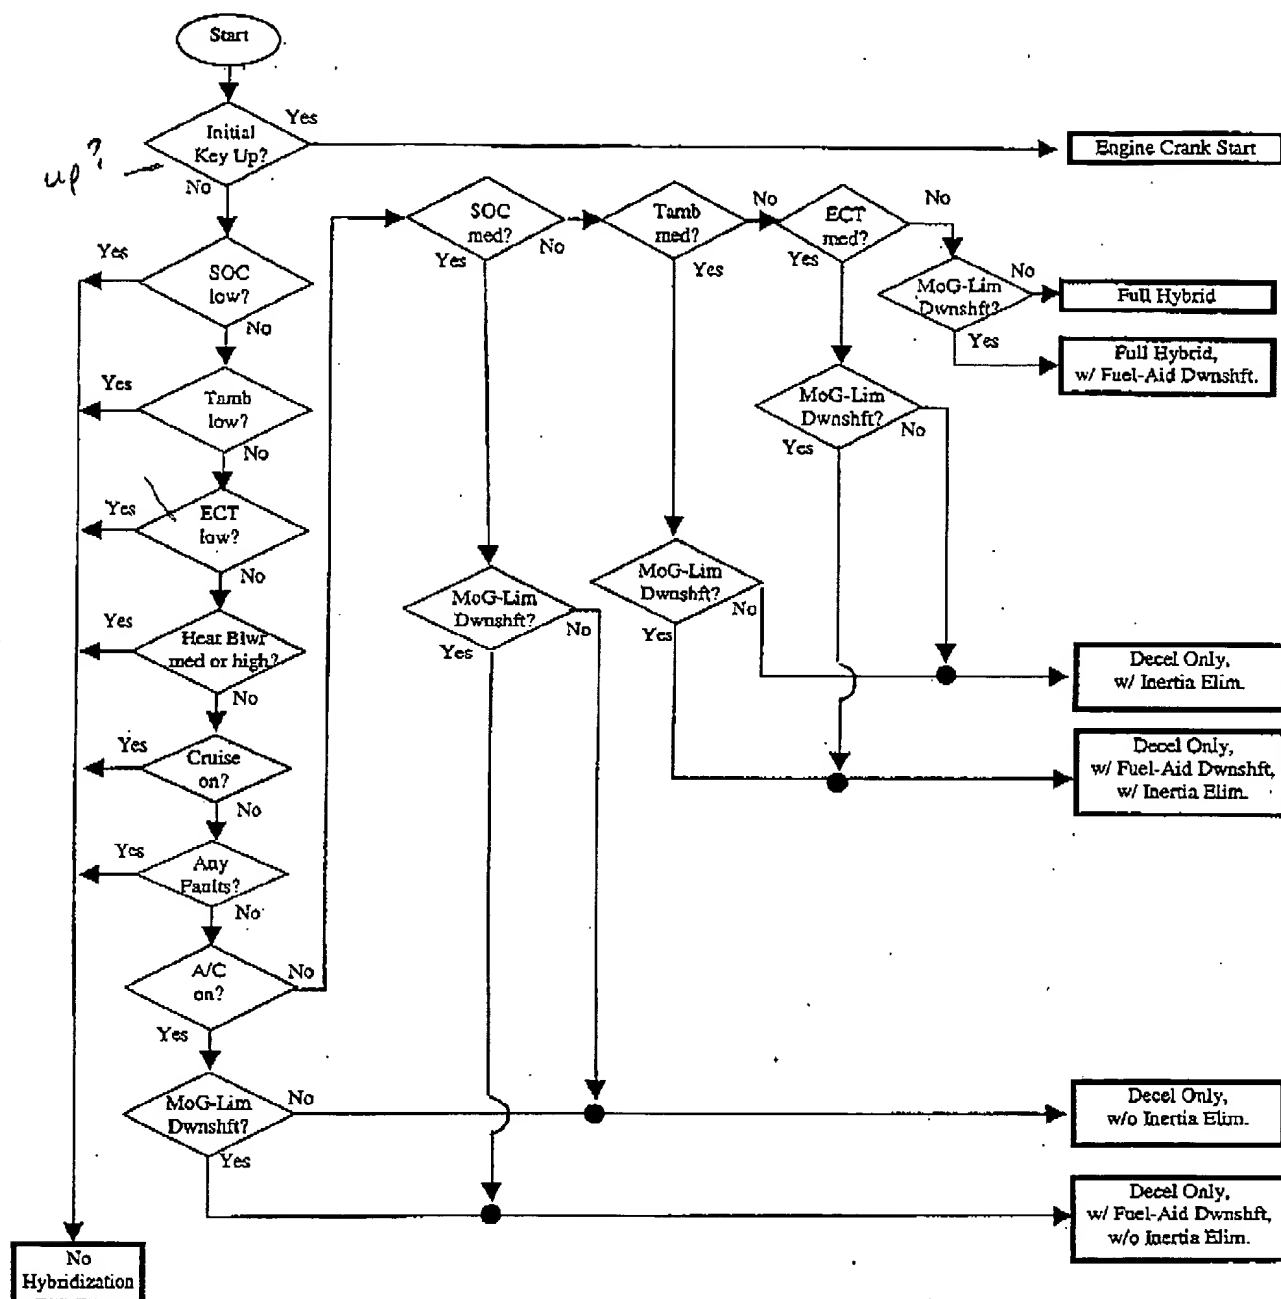 Start
Initial
Key Up?
Yes
No
up?
Engine Crank Start
SOC
low?
Yes
No
Tamb
low?
Yes
No
ECT
low?
Yes
No
Heat Blwr
med or high?
Yes
No
Cruise
on?
Yes
No
Any
Faults?
Yes
No
A/C
on?
No
Yes
MoG-Lim
Dwnshft?
No
Yes
No
Hybridization
SOC
med?
No
Yes
MoG-Lim
Dwnshft?
No
Yes
Tamb
med?
No
Yes
MoG-Lim
Dwnshft?
No
Yes
ECT
med?
No
Yes
MoG-Lim
Dwnshft?
No
Yes
MoG-Lim
Dwnshft?
No
Yes
Full Hybrid
Full Hybrid,
w/ Fuel-Aid Dwnshft.
Decel Only,
w/ Inertia Elim.
Decel Only,
w/ Fuel-Aid Dwnshft,
w/ Inertia Elim.
Decel Only,
w/o Inertia Elim.
Decel Only,
w/ Fuel-Aid Dwnshft,
w/o Inertia Elim.